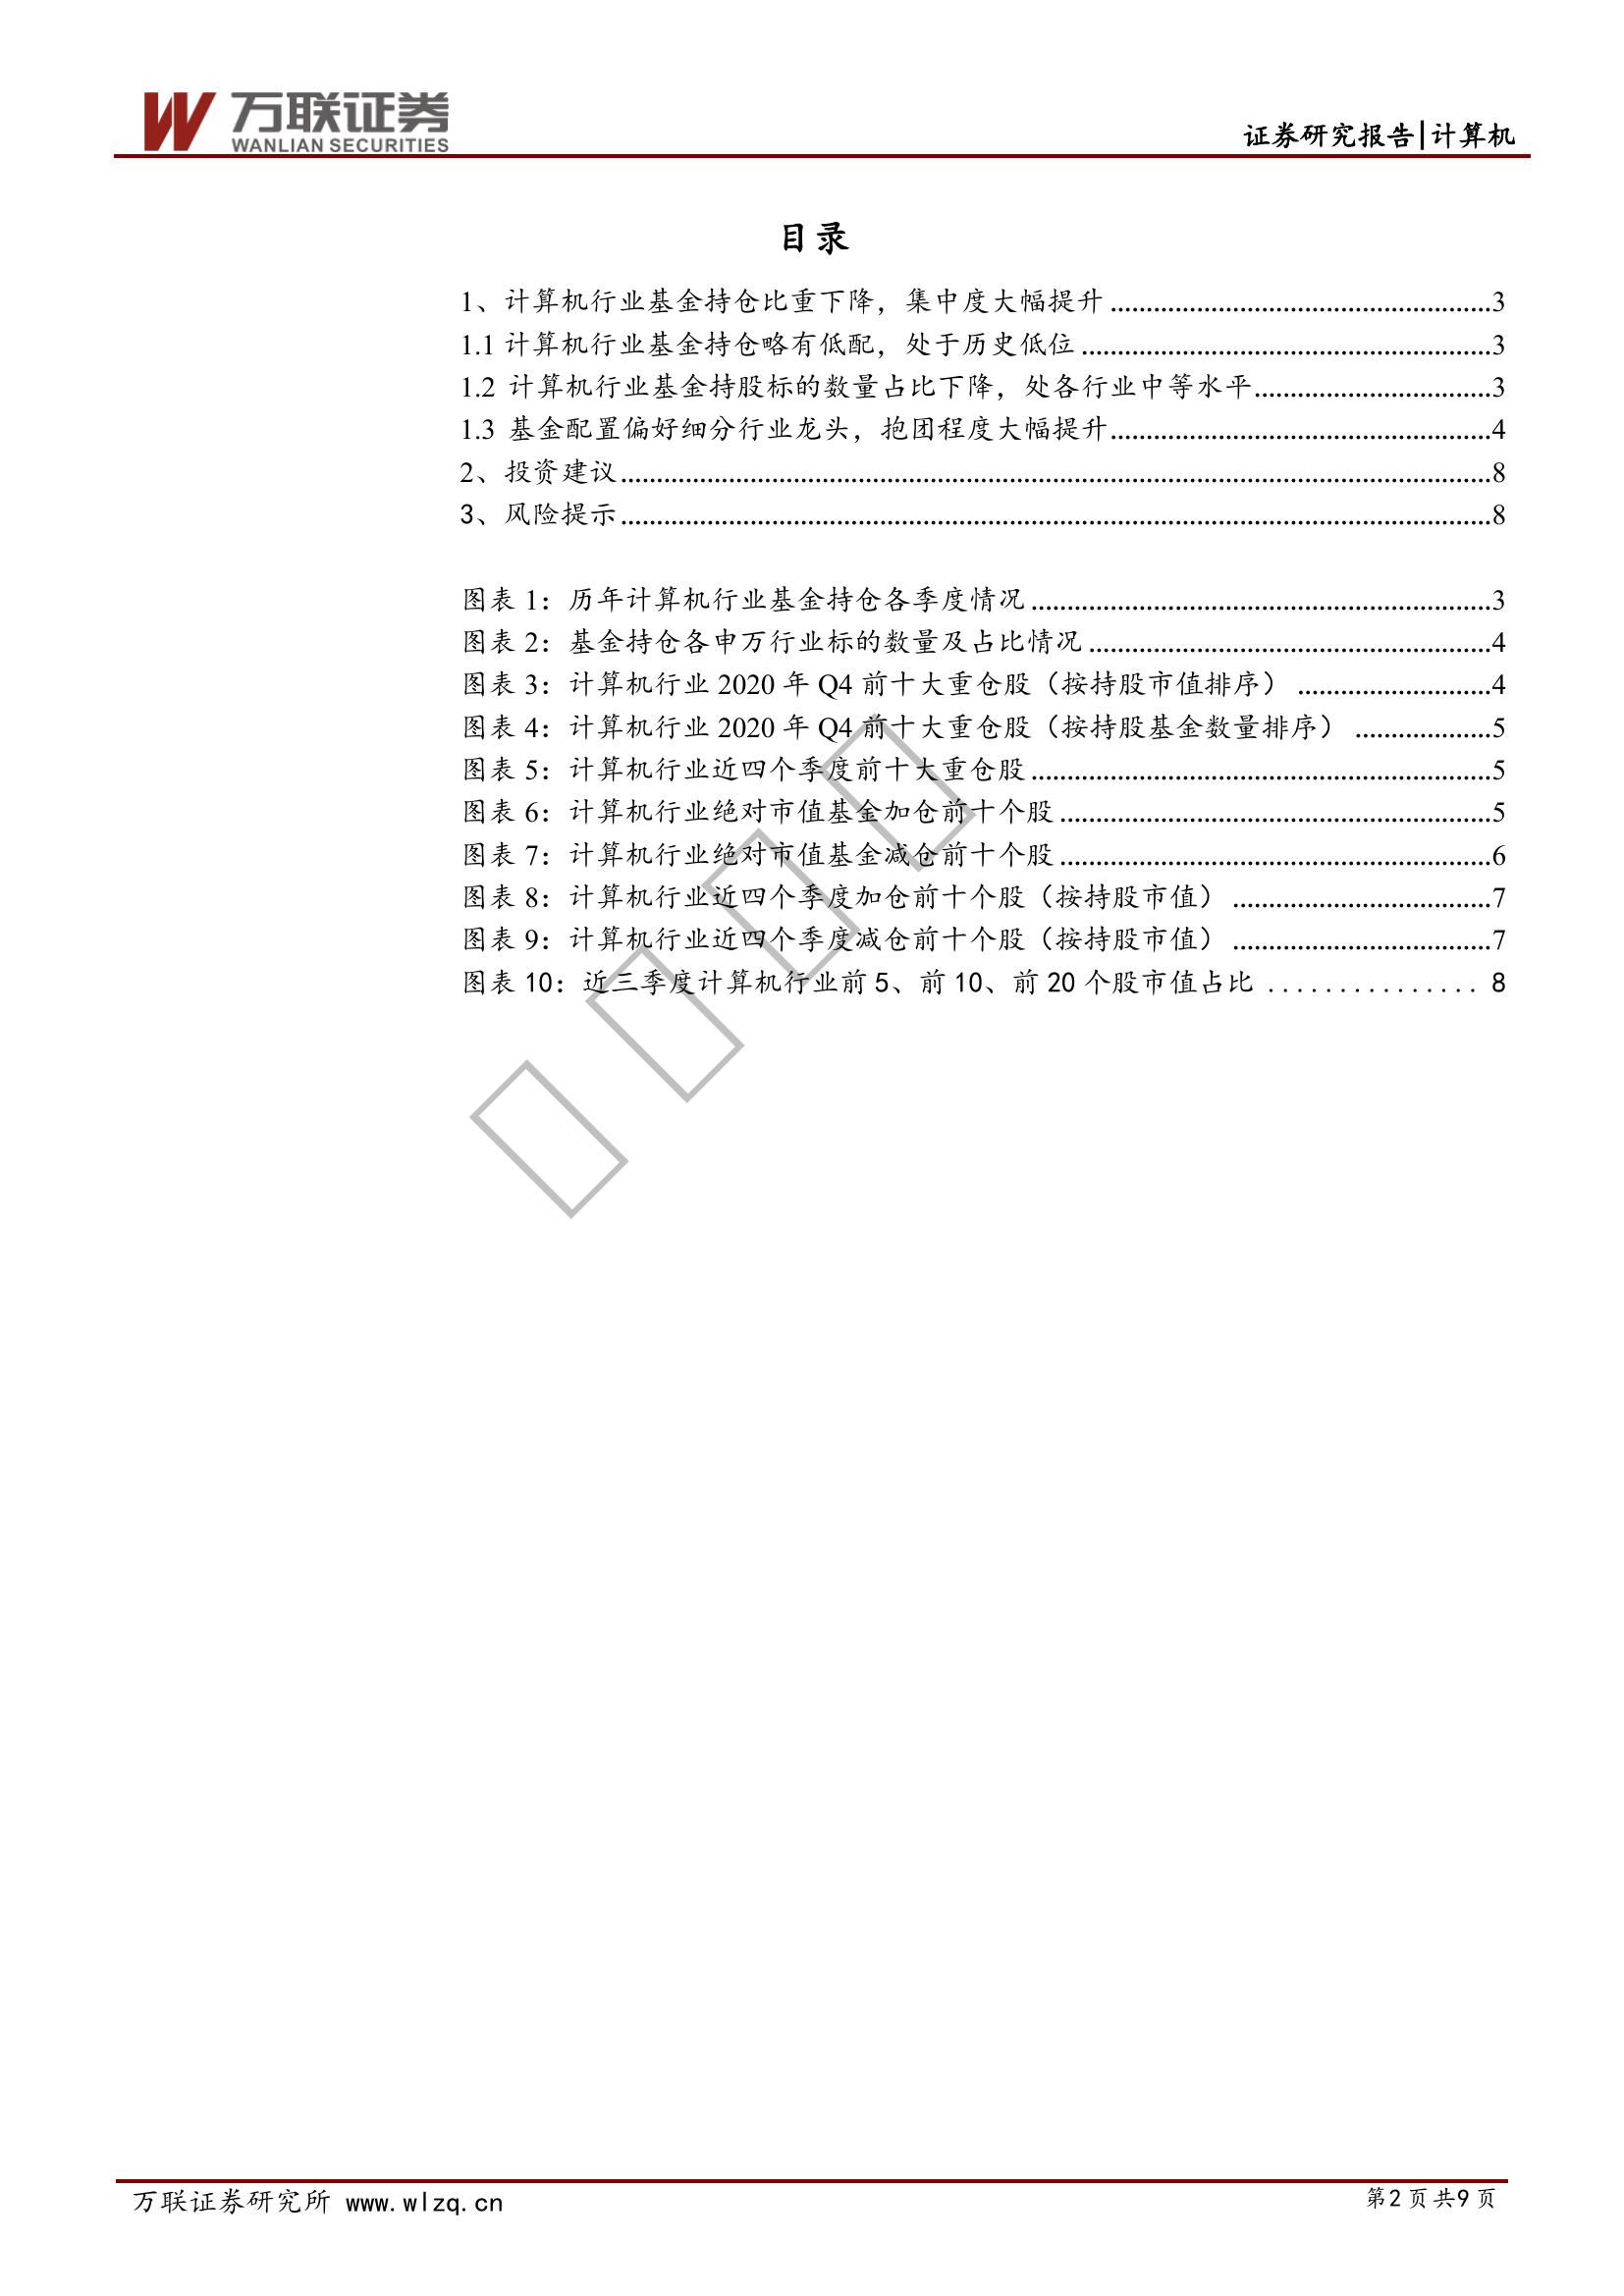 万联证券
WANLIAN SECURITIES
证券研究报告|计算机
目录
1、计算机行业基金持仓比重下降，集中度大幅提升......3
1.1 计算机行业基金持仓略有低配，处于历史低位......3
1.2 计算机行业基金持股标的数量占比下降，处各行业中等水平......3
1.3 基金配置偏好细分行业龙头，抱团程度大幅提升......4
2、投资建议......8
3、风险提示......8
图表 1：历年计算机行业基金持仓各季度情况......3
图表 2：基金持仓各申万行业标的数量及占比情况......4
图表 3：计算机行业 2020 年 Q4 前十大重仓股（按持股市值排序）......4
图表 4：计算机行业 2020 年 Q4 前十大重仓股（按持股基金数量排序）......5
图表 5：计算机行业近四个季度前十大重仓股......5
图表 6：计算机行业绝对市值基金加仓前十个股......5
图表 7：计算机行业绝对市值基金减仓前十个股......6
图表 8：计算机行业近四个季度加仓前十个股（按持股市值）......7
图表 9：计算机行业近四个季度减仓前十个股（按持股市值）......7
图表 10：近三季度计算机行业前 5、前 10、前 20 个股市值占比......8
万联证券研究所 www.wlzq.cn
第2页共9页